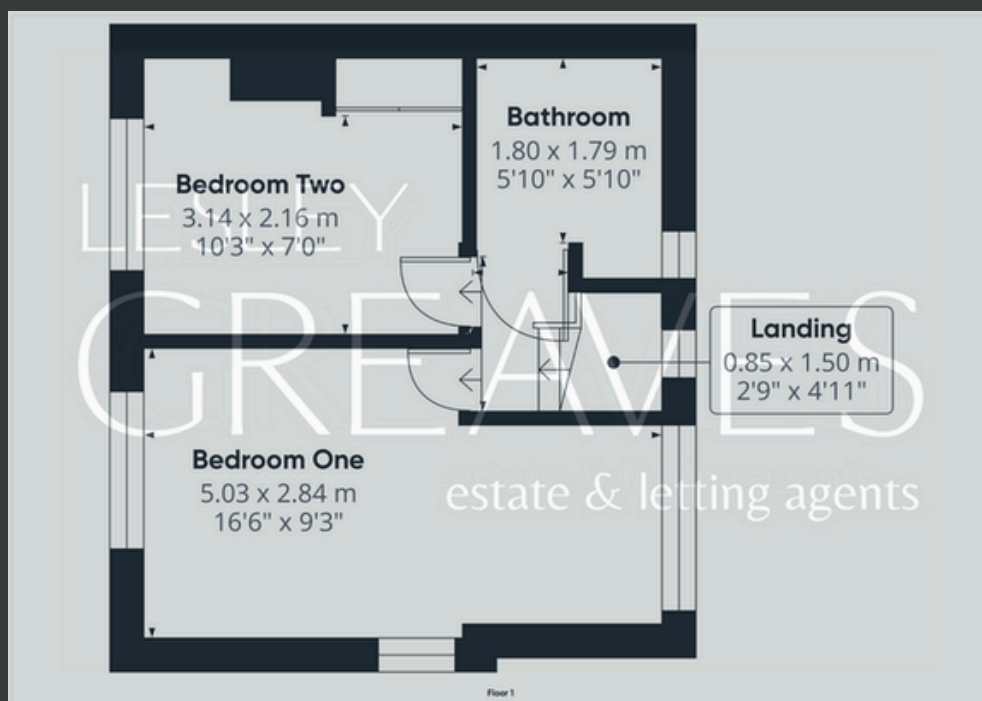 Bathroom
1.80 x 1.79 m
5'10" x 5'10"
Bedroom Two
3.14 x 2.16 m
10'3" x 7'0"
LESLEY
GREAVES
estate & letting agents
Landing
0.85 x 1.50 m
2'9" x 4'11"
Bedroom One
5.03 x 2.84 m
16'6" x 9'3"
Floor 1